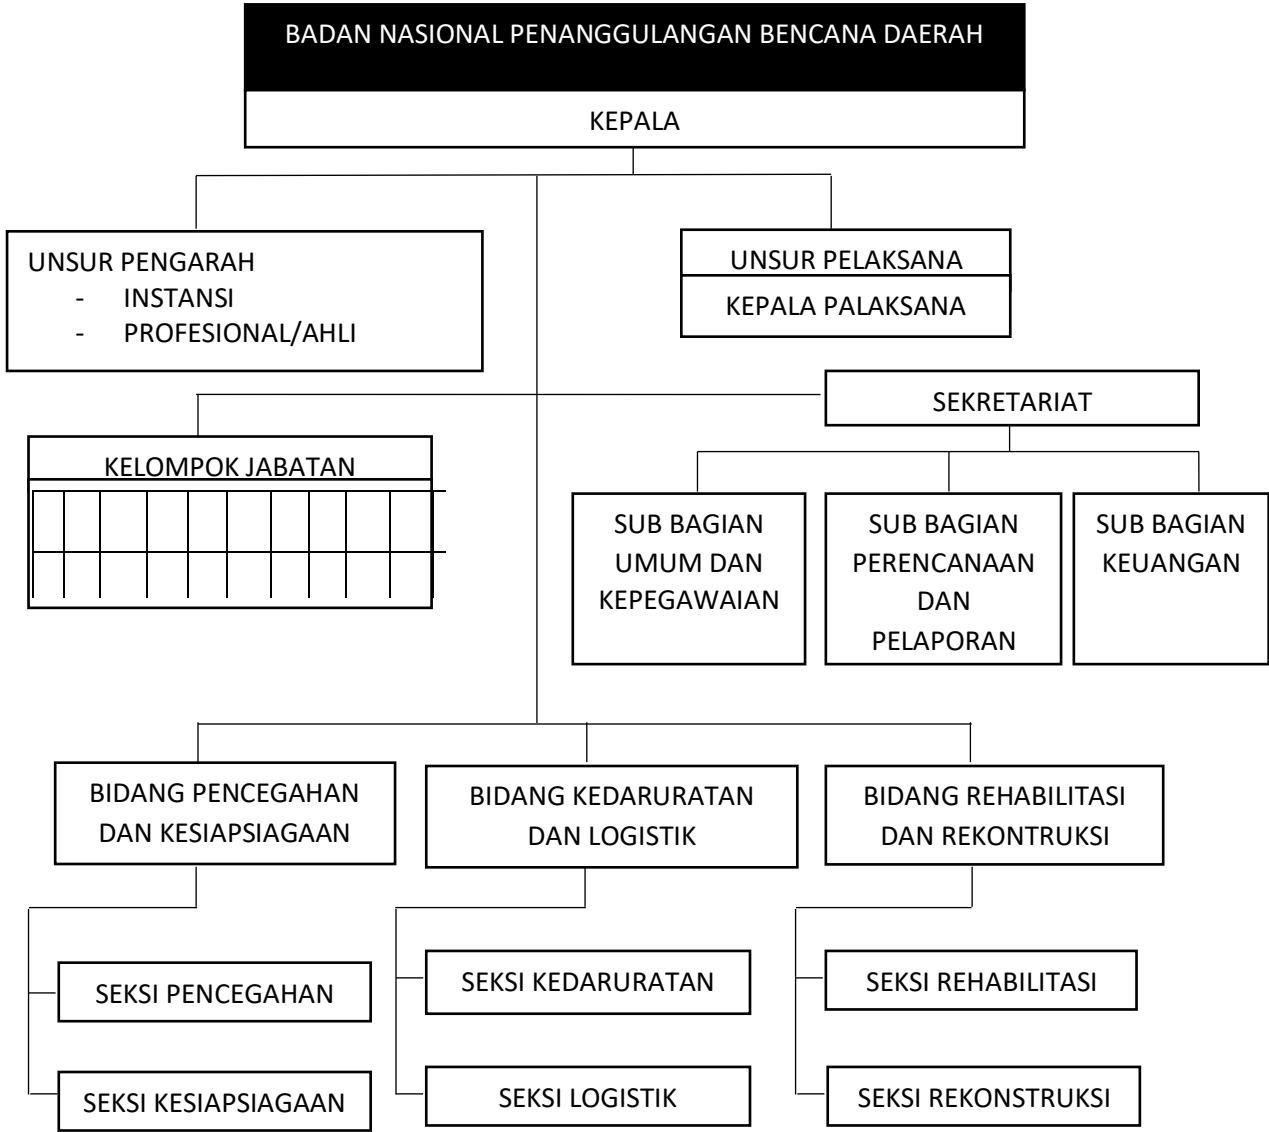 BADAN NASIONAL PENANGGULANGAN BENCANA DAERAH
KEPALA
UNSUR PENGARAH
- INSTANSI
- PROFESIONAL/AHLI
UNSUR PELAKSANA
KEPALA PALAKSANA
SEKRETARIAT
KELOMPOK JABATAN
SUB BAGIAN
UMUM DAN
KEPEGAWAIAN
SUB BAGIAN
PERENCANAAN
DAN
PELAPORAN
SUB BAGIAN
KEUANGAN
BIDANG PENCEGAHAN
DAN KESIAPSIAGAAN
BIDANG KEDARURATAN
DAN LOGISTIK
BIDANG REHABILITASI
DAN REKONTRUKSI
SEKSI PENCEGAHAN
SEKSI KEDARURATAN
SEKSI REHABILITASI
SEKSI KESIAPSIAGAAN
SEKSI LOGISTIK
SEKSI REKONSTRUKSI